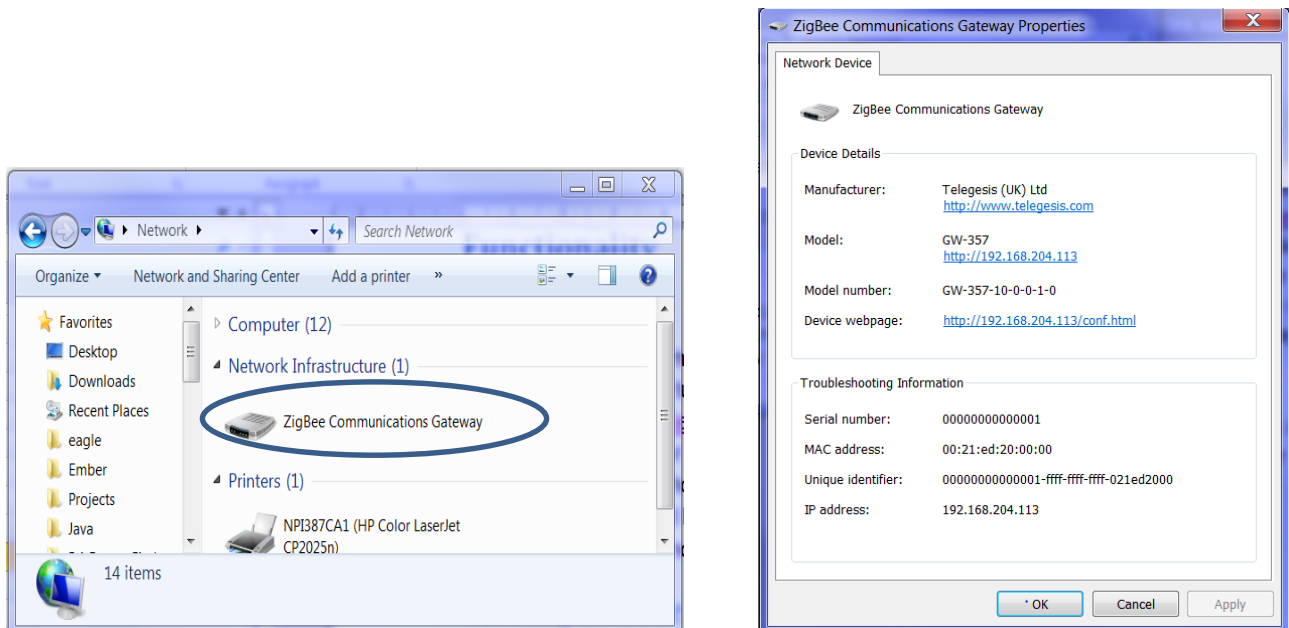 Network
Search Network
Functionality
Organize
Network and Sharing Center
Add a printer
»
Favorites
Desktop
Downloads
Recent Places
eagle
Ember
Projects
Java
Computer (12)
Network Infrastructure (1)
ZigBee Communications Gateway
Printers (1)
NPI387CA1 (HP Color LaserJet
CP2025n)
14 items
ZigBee Communications Gateway Properties
Network Device
ZigBee Communications Gateway
Device Details
Manufacturer: Telegesis (UK) Ltd
http://www.telegesis.com
Model: GW-357
http://192.168.204.113
Model number: GW-357-10-0-0-1-0
Device webpage: http://192.168.204.113/conf.html
Troubleshooting Information
Serial number: 00000000000001
MAC address: 00:21:ed:20:00:00
Unique identifier: 00000000000001-ffff-ffff-ffff-021ed2000
IP address: 192.168.204.113
OK Cancel Apply